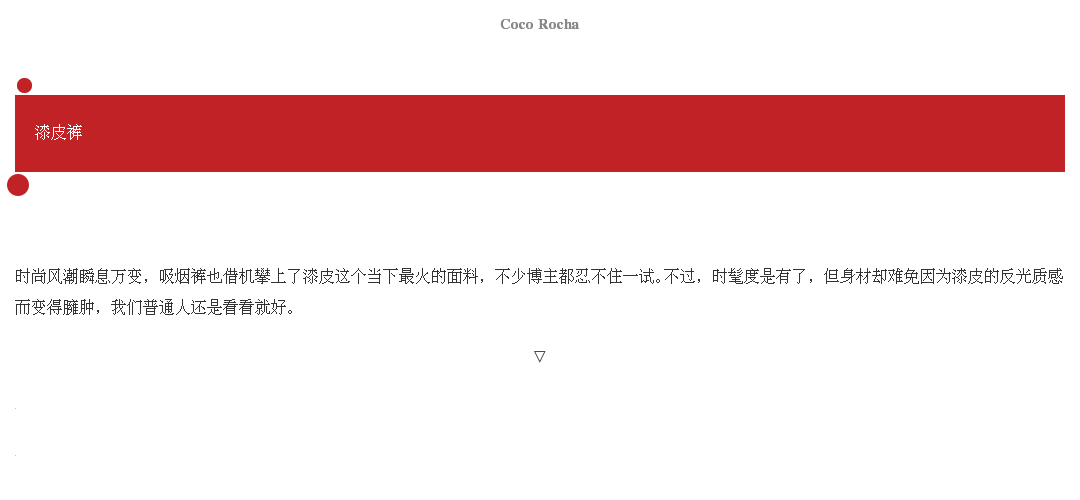 Coco Rocha
漆皮裤
时尚风潮瞬息万变，吸烟裤也借机攀上了漆皮这个当下最火的面料，不少博主都忍不住一试。不过，时髦度是有了，但身材却难免因为漆皮的反光质感
而变得臃肿，我们普通人还是看看就好。
▽